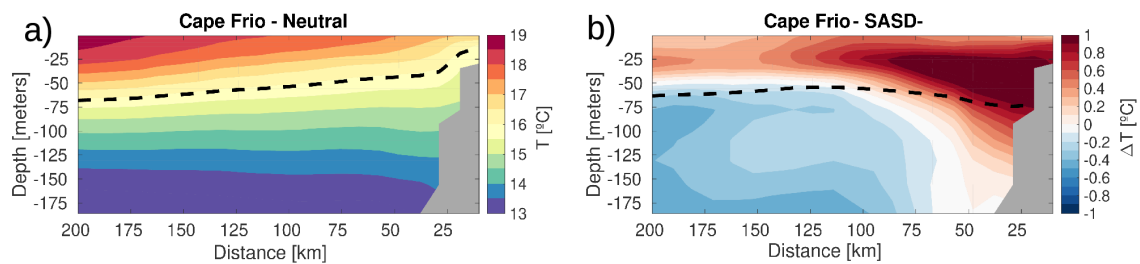 a)
Cape Frio - Neutral
Depth [meters]
-25
-50
-75
-100
-125
-150
-175
200 175 150 125 100 75 50 25
Distance [km]
19
18
17
16
15
14
13
T [ºC]
b)
Cape Frio - SASD-
Depth [meters]
-25
-50
-75
-100
-125
-150
-175
200 175 150 125 100 75 50 25
Distance [km]
1
0.8
0.6
0.4
0.2
0
-0.2
-0.4
-0.6
-0.8
-1
Δ T [ºC]